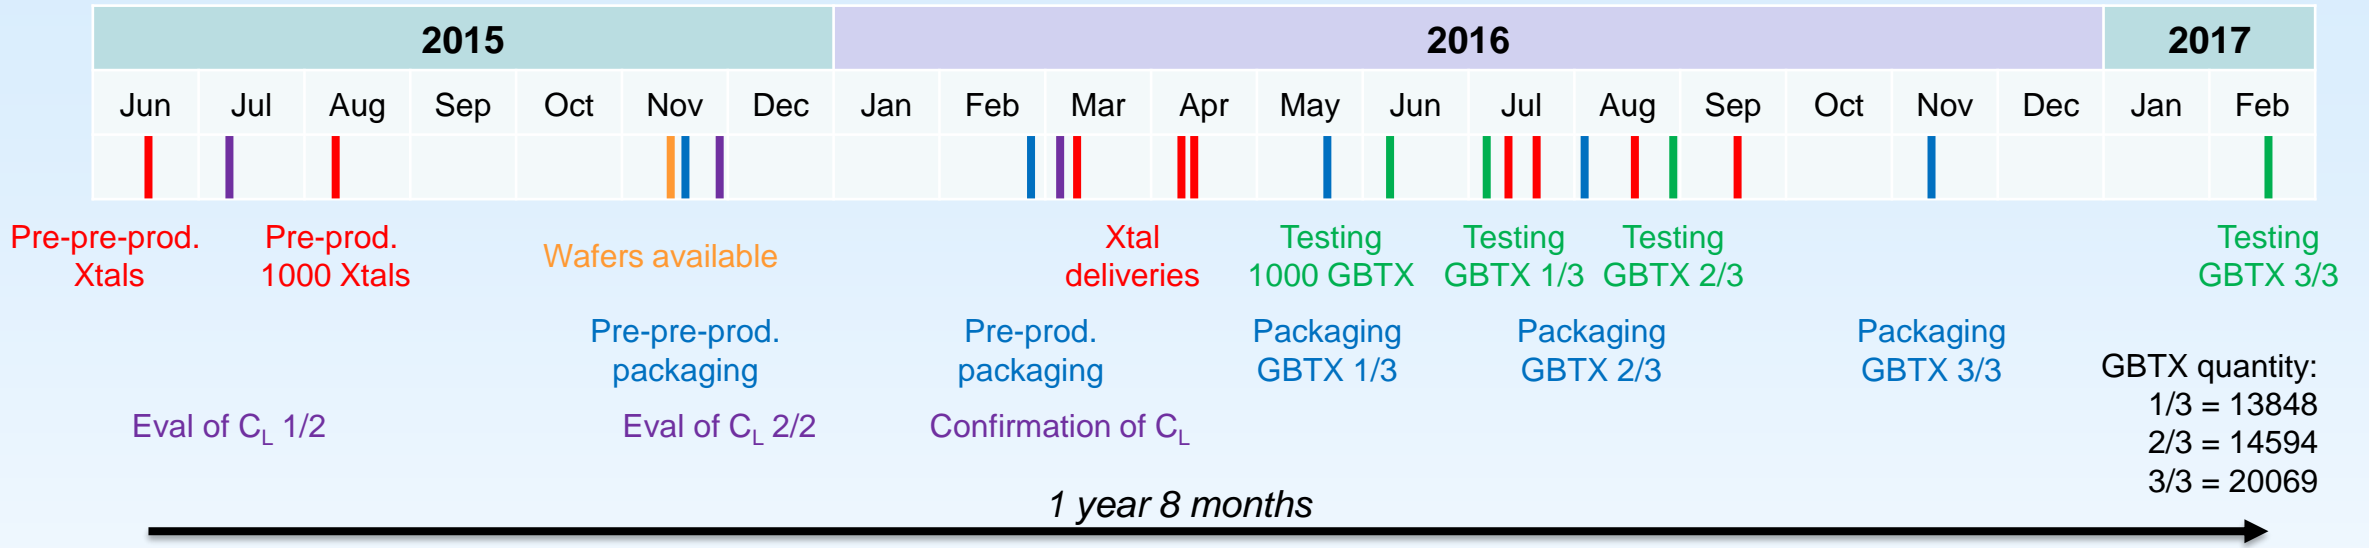 2015 2016 2017
Jun Jul Aug Sep Oct Nov Dec Jan Feb Mar Apr May Jun Jul Aug Sep Oct Nov Dec Jan Feb
Pre-pre-prod.
Xtals
Pre-prod.
1000 Xtals
Wafers available
Xtal
deliveries
Testing
1000 GBTX
Testing
GBTX 1/3
Testing
GBTX 2/3
Testing
GBTX 3/3
Pre-pre-prod.
packaging
Pre-prod.
packaging
Packaging
GBTX 1/3
Packaging
GBTX 2/3
Packaging
GBTX 3/3
Eval of C_L 1/2
Eval of C_L 2/2
Confirmation of C_L
GBTX quantity:
1/3 = 13848
2/3 = 14594
3/3 = 20069
1 year 8 months